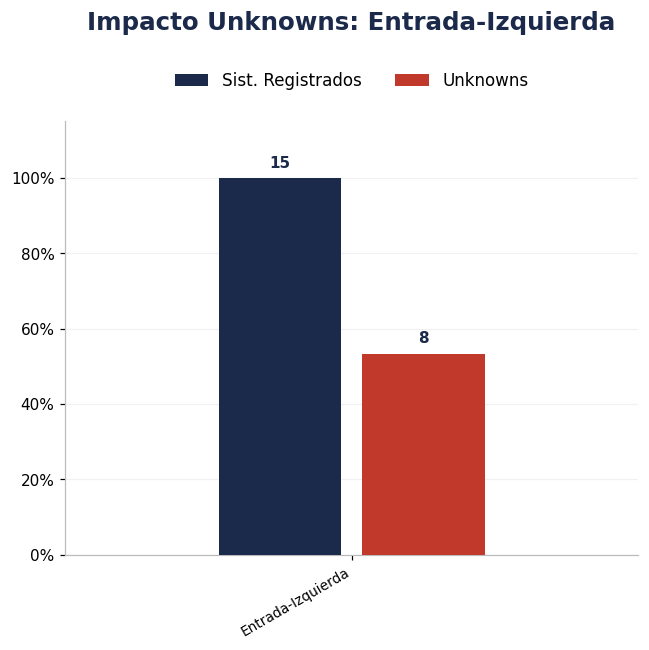 Impacto Unknowns: Entrada-Izquierda
Sist. Registrados
Unknowns
15
100%
80%
60%
8
40%
20%
0%
Entrada-Izquierda